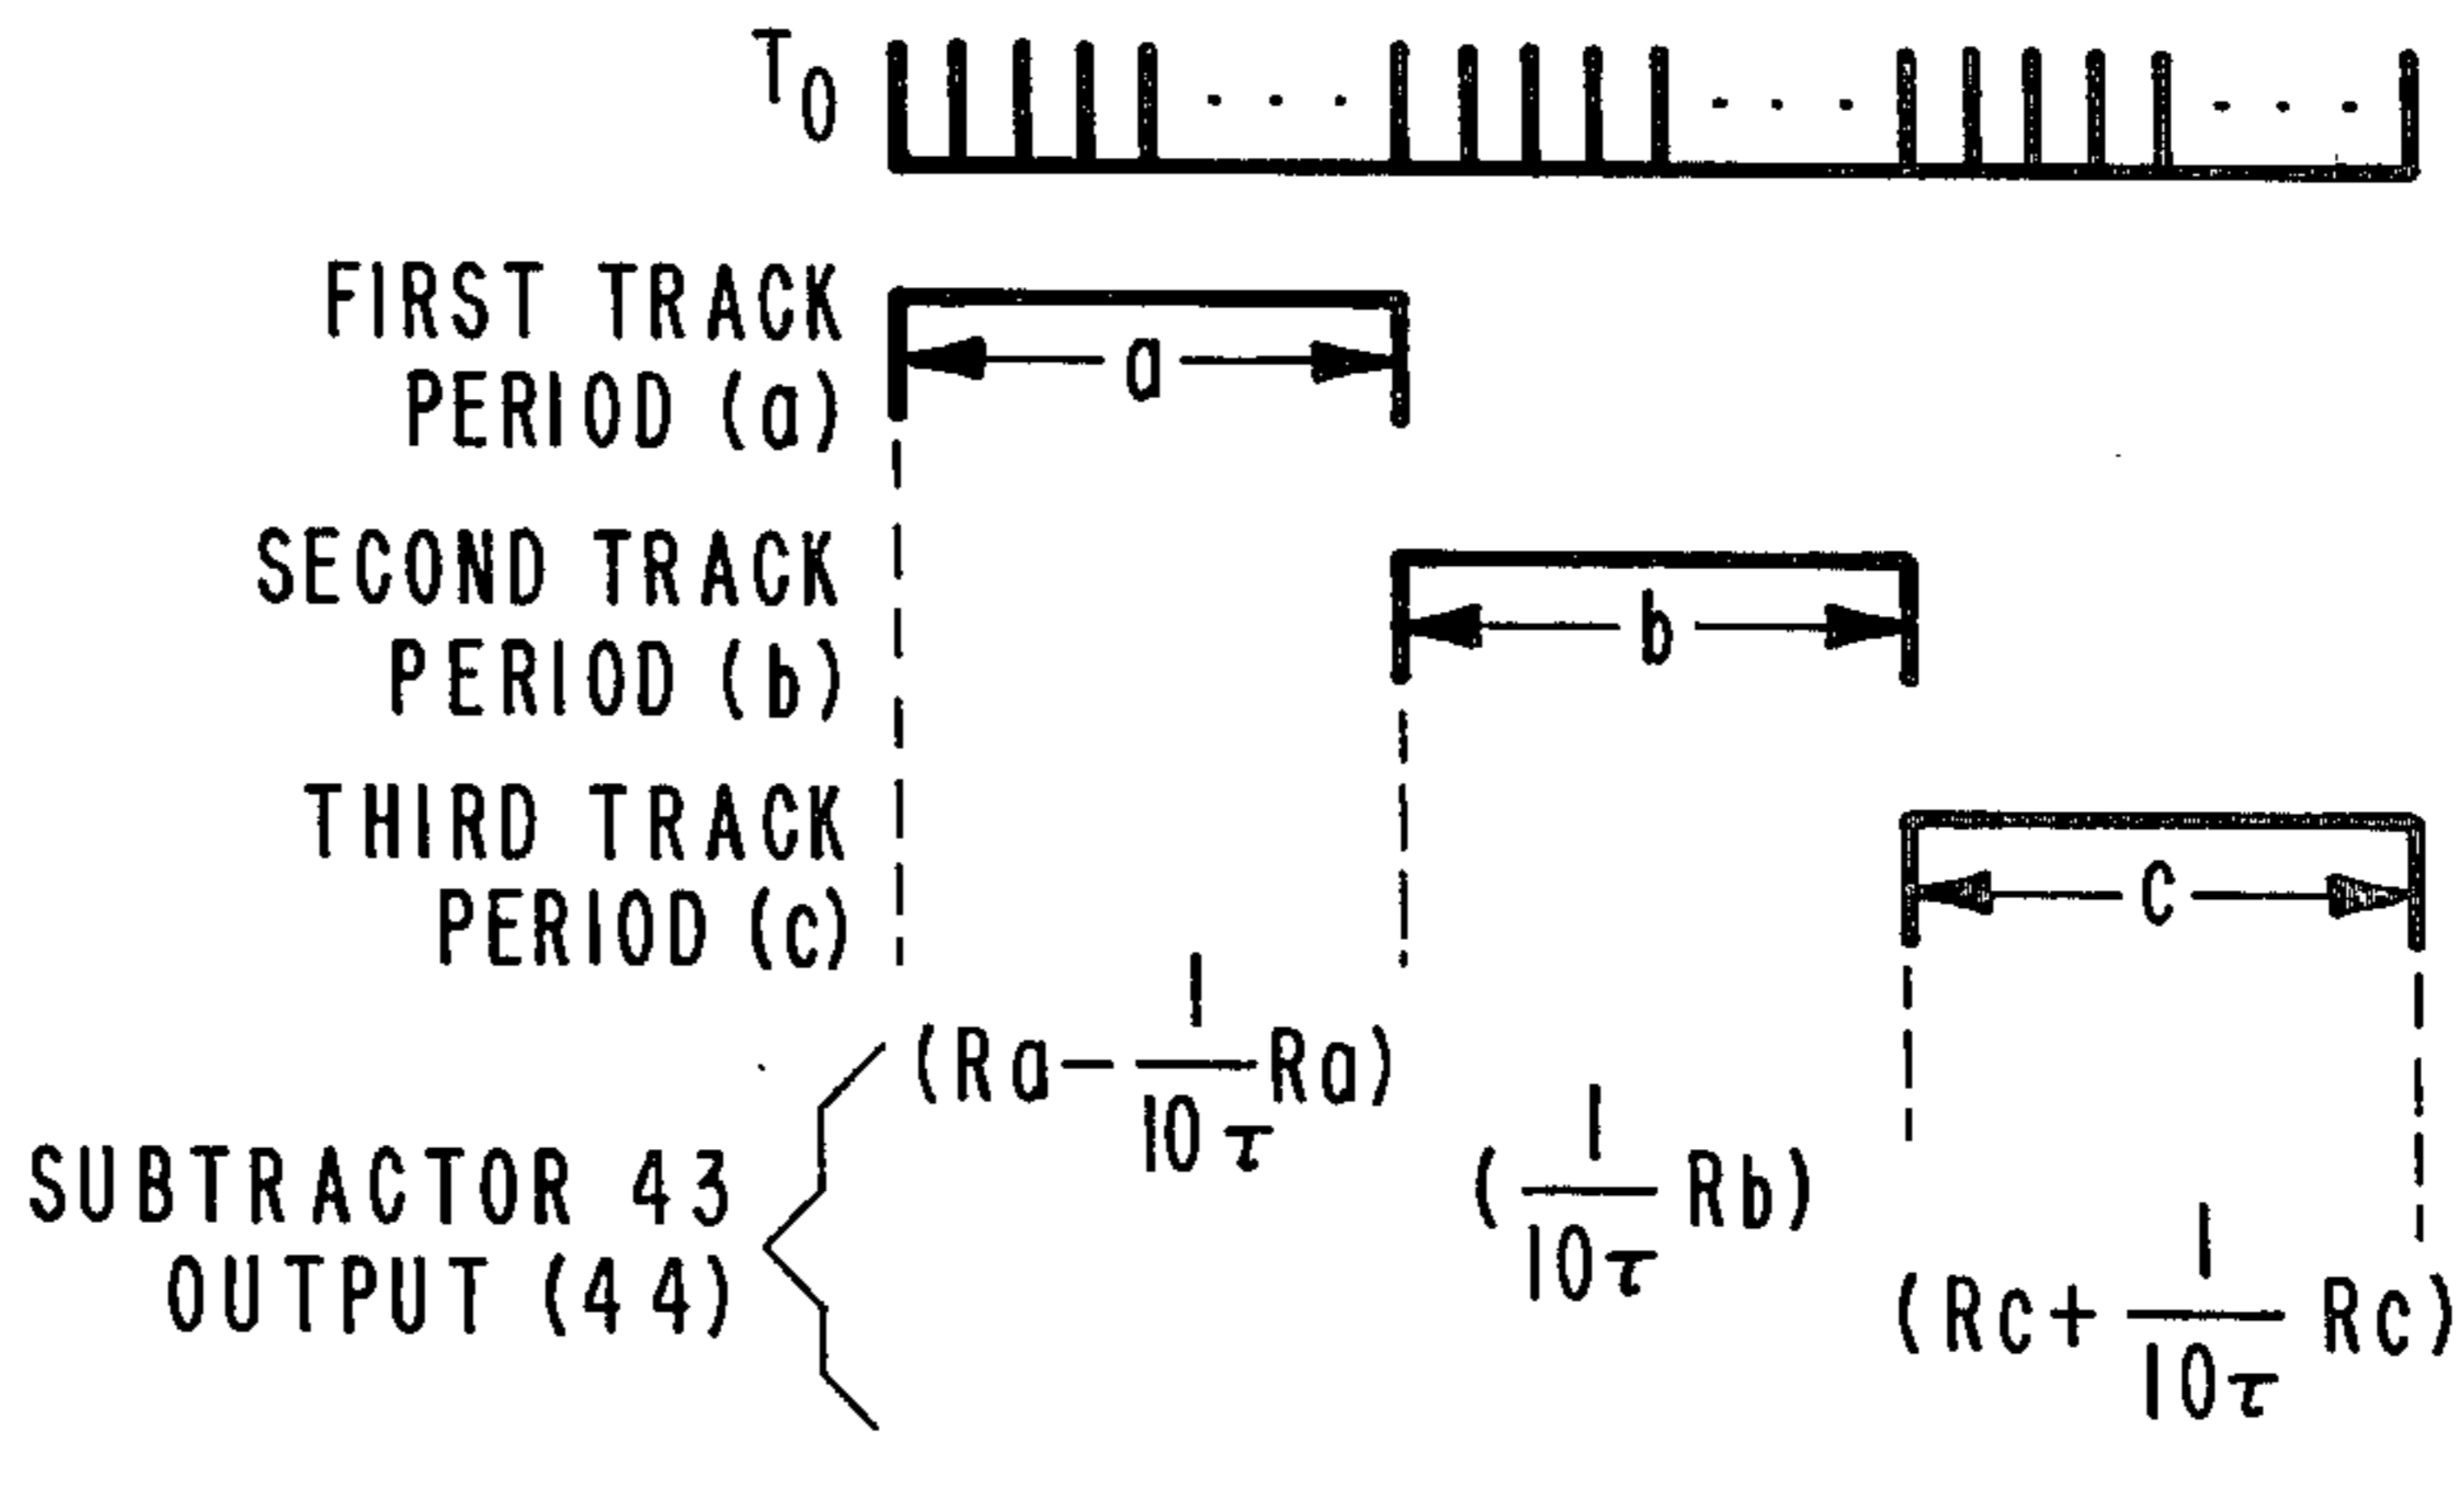 T0
. . . . . . . . .
FIRST TRACK
PERIOD (a)
a
SECOND TRACK
PERIOD (b)
b
THIRD TRACK
PERIOD (c)
c
SUBTRACTOR 43
OUTPUT (44)
(Ra— 1/10τ Ra)
(1/10τ Rb)
(Rc+ 1/10τ Rc)